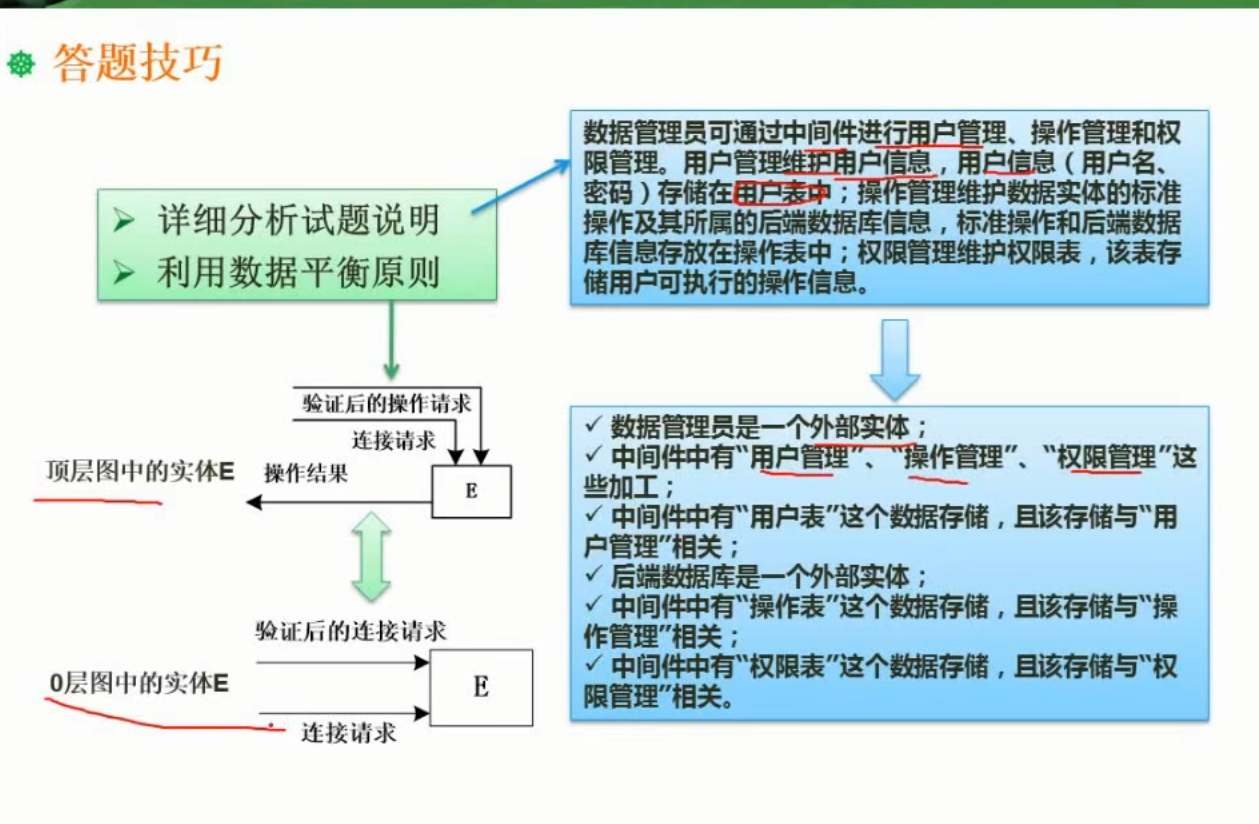 答题技巧
详细分析试题说明
利用数据平衡原则
数据管理员可通过中间件进行用户管理、操作管理和权
限管理。用户管理维护用户信息，用户信息（用户名、
密码）存储在用户表中；操作管理维护数据实体的标准
操作及其所属的后端数据库信息，标准操作和后端数据
库信息存放在操作表中；权限管理维护权限表，该表存
储用户可执行的操作信息。
验证后的操作请求
连接请求
顶层图中的实体E
操作结果
E
验证后的连接请求
0层图中的实体E
E
连接请求
✓ 数据管理员是一个外部实体；
✓ 中间件中有“用户管理”、“操作管理”、“权限管理”这
些加工；
✓ 中间件中有“用户表”这个数据存储，且该存储与“用
户管理”相关；
✓ 后端数据库是一个外部实体；
✓ 中间件中有“操作表”这个数据存储，且该存储与“操
作管理”相关；
✓ 中间件中有“权限表”这个数据存储，且该存储与“权
限管理”相关。